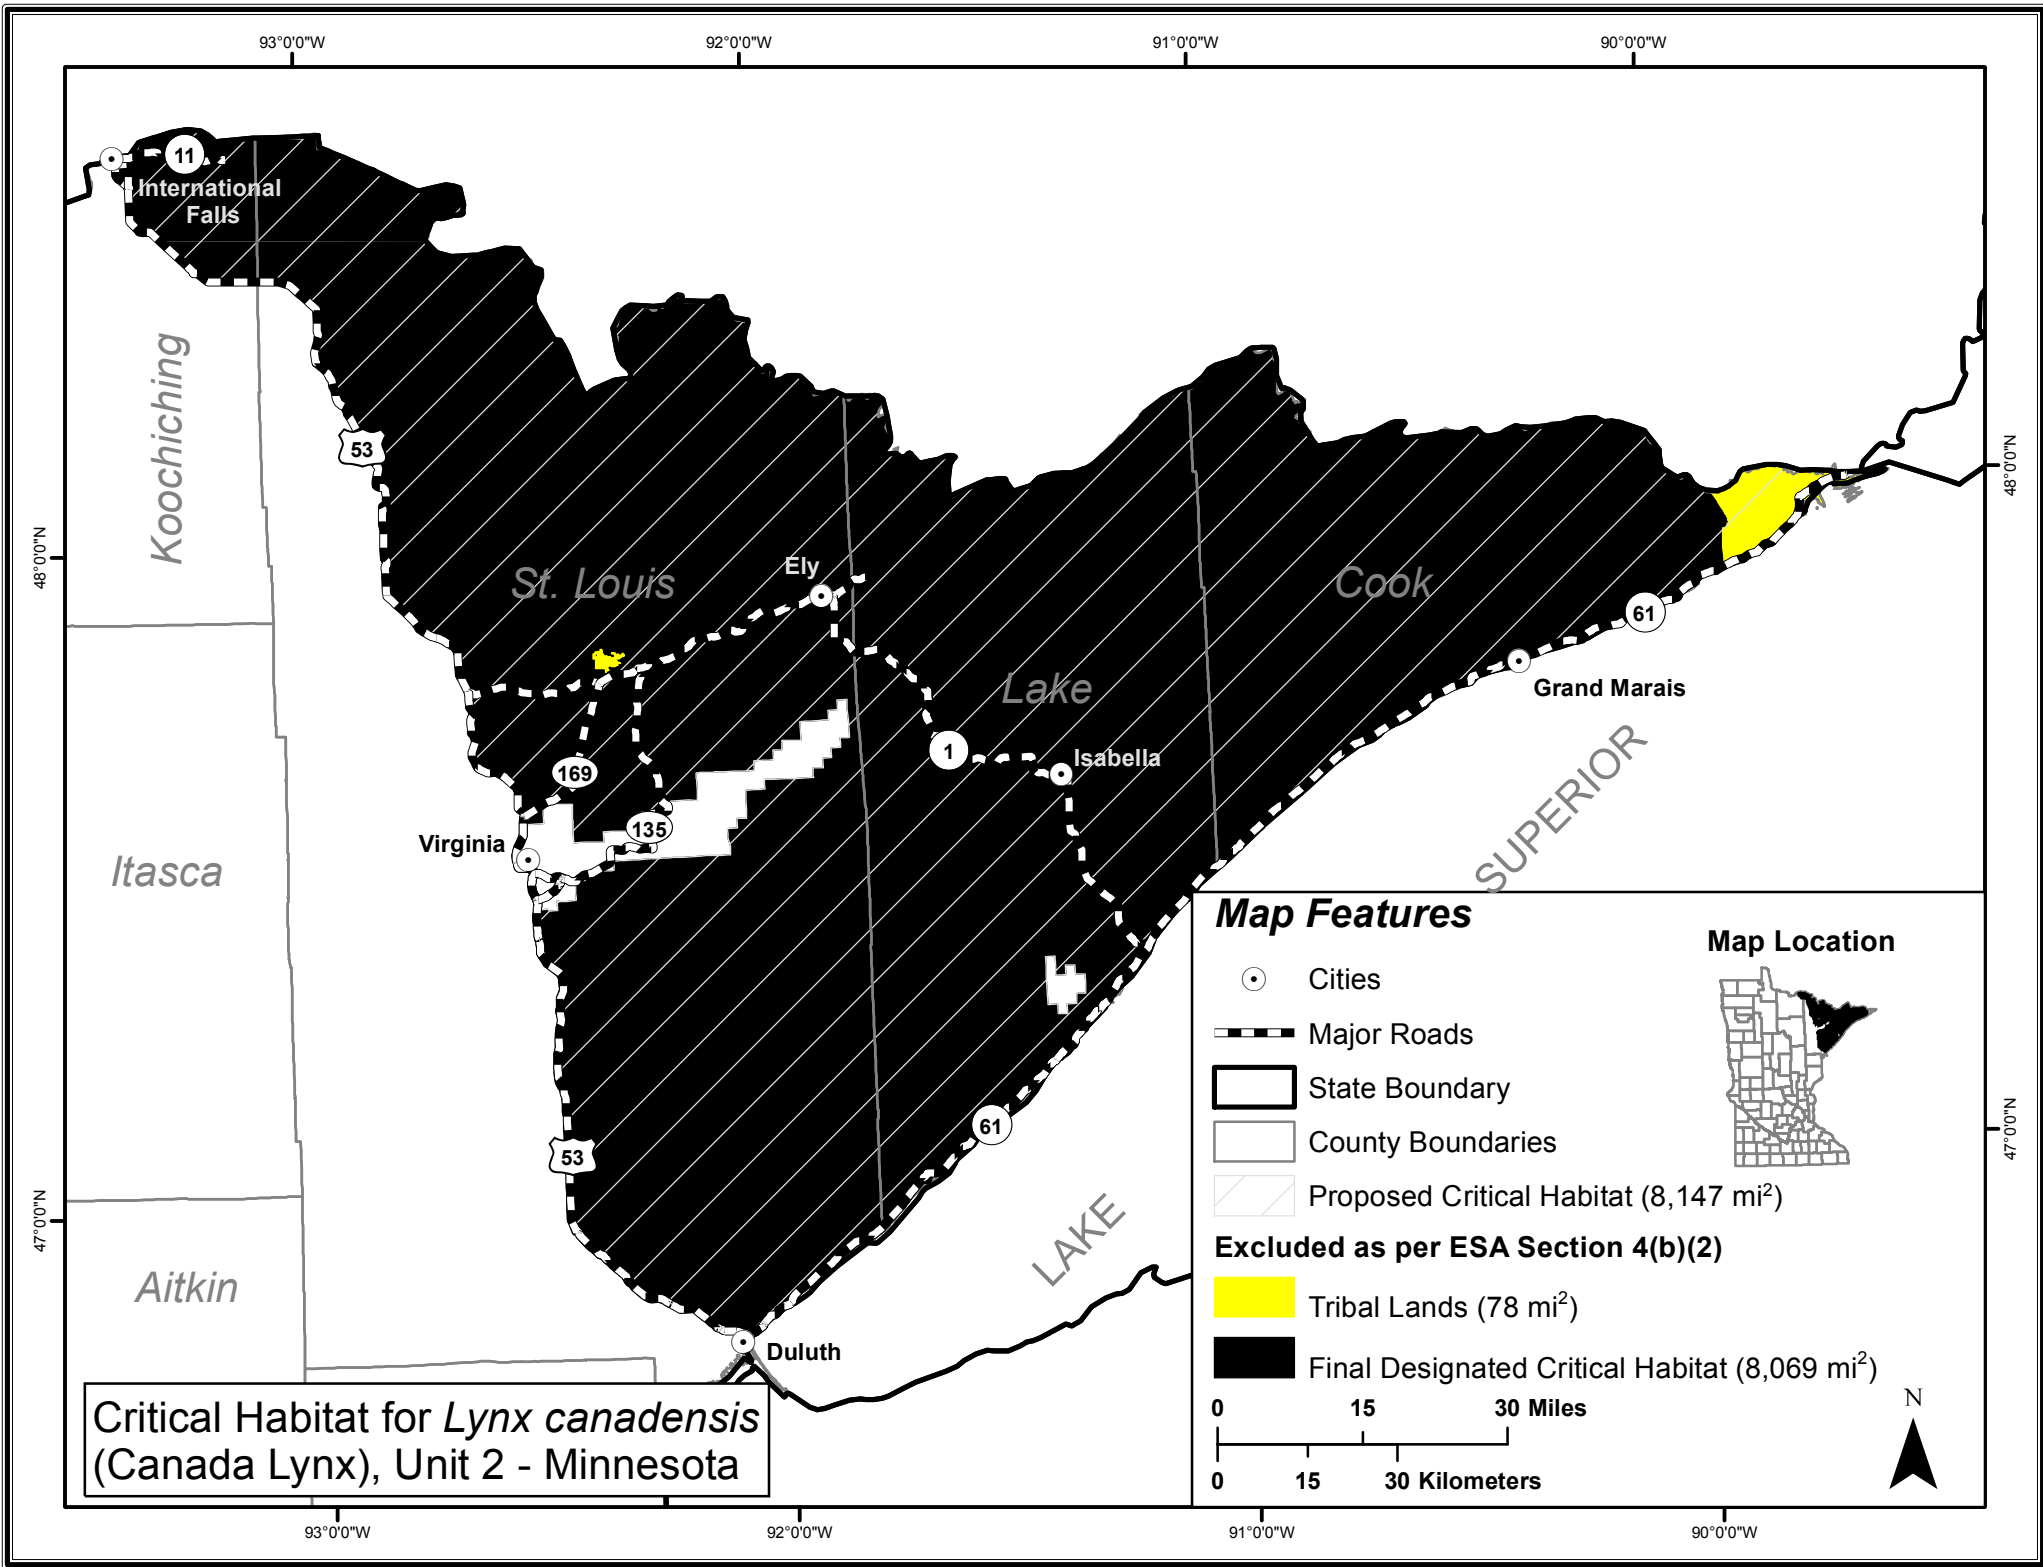 93°0'0"W
92°0'0"W
91°0'0"W
90°0'0"W
11
International
Falls
Koochiching
53
48°0'0"N
48°0'0"N
St. Louis
Ely
Cook
61
Lake
Grand Marais
1
Isabella
169
135
Virginia
Itasca
LAKE SUPERIOR
61
53
47°0'0"N
47°0'0"N
Aitkin
Duluth
Map Features
Map Location
Cities
Major Roads
State Boundary
County Boundaries
Proposed Critical Habitat (8,147 mi²)
Excluded as per ESA Section 4(b)(2)
Tribal Lands (78 mi²)
Final Designated Critical Habitat (8,069 mi²)
0 15 30 Miles
0 15 30 Kilometers
N
Critical Habitat for Lynx canadensis
(Canada Lynx), Unit 2 - Minnesota
93°0'0"W
92°0'0"W
91°0'0"W
90°0'0"W